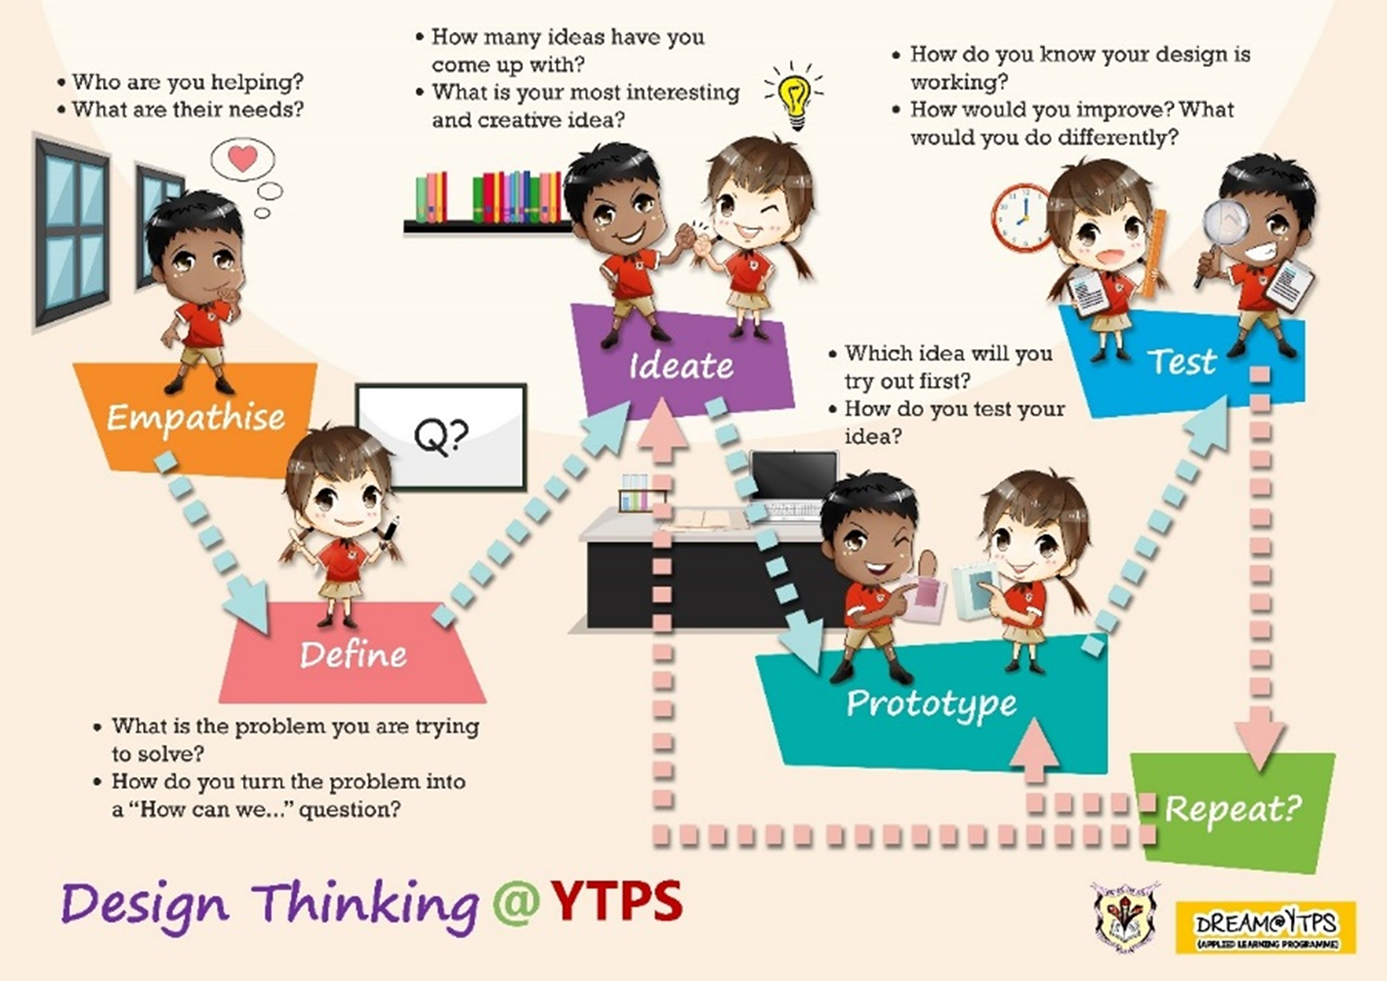 • Who are you helping?
• What are their needs?
Empathise
Q?
Define
• What is the problem you are trying
to solve?
• How do you turn the problem into
a “How can we...” question?
• How many ideas have you
come up with?
• What is your most interesting
and creative idea?
Ideate
• Which idea will you
try out first?
• How do you test your
idea?
Prototype
• How do you know your design is
working?
• How would you improve? What
would you do differently?
Test
Repeat?
Design Thinking @ YTPS
DREAM@YTPS
(APPLIED LEARNING PROGRAMME)